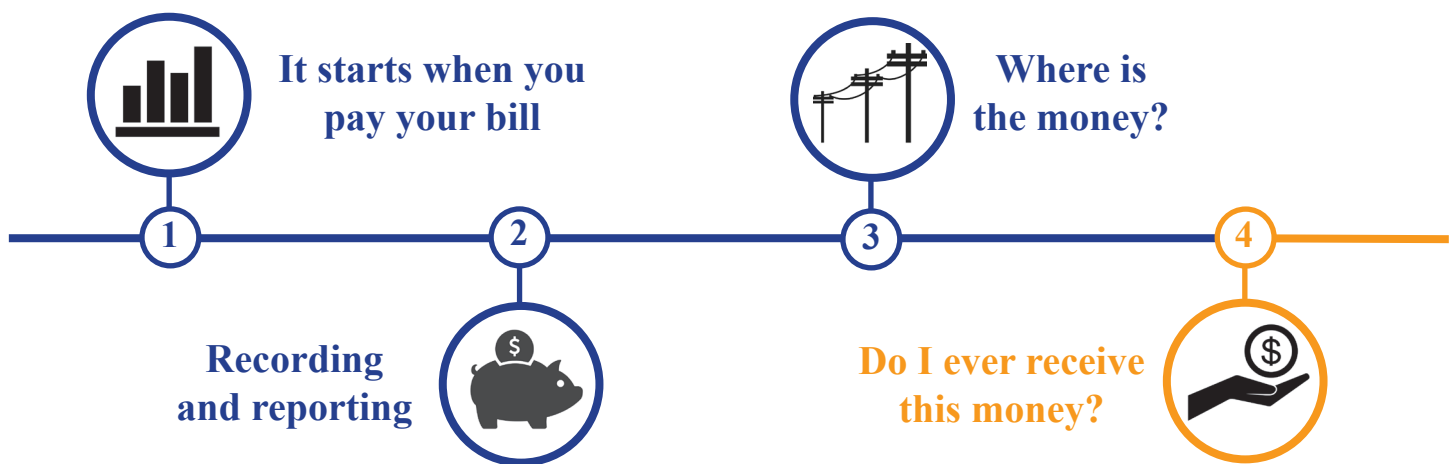 It starts when you
pay your bill
1
2
Recording
and reporting
$
Where is
the money?
3
4
Do I ever receive
this money?
$